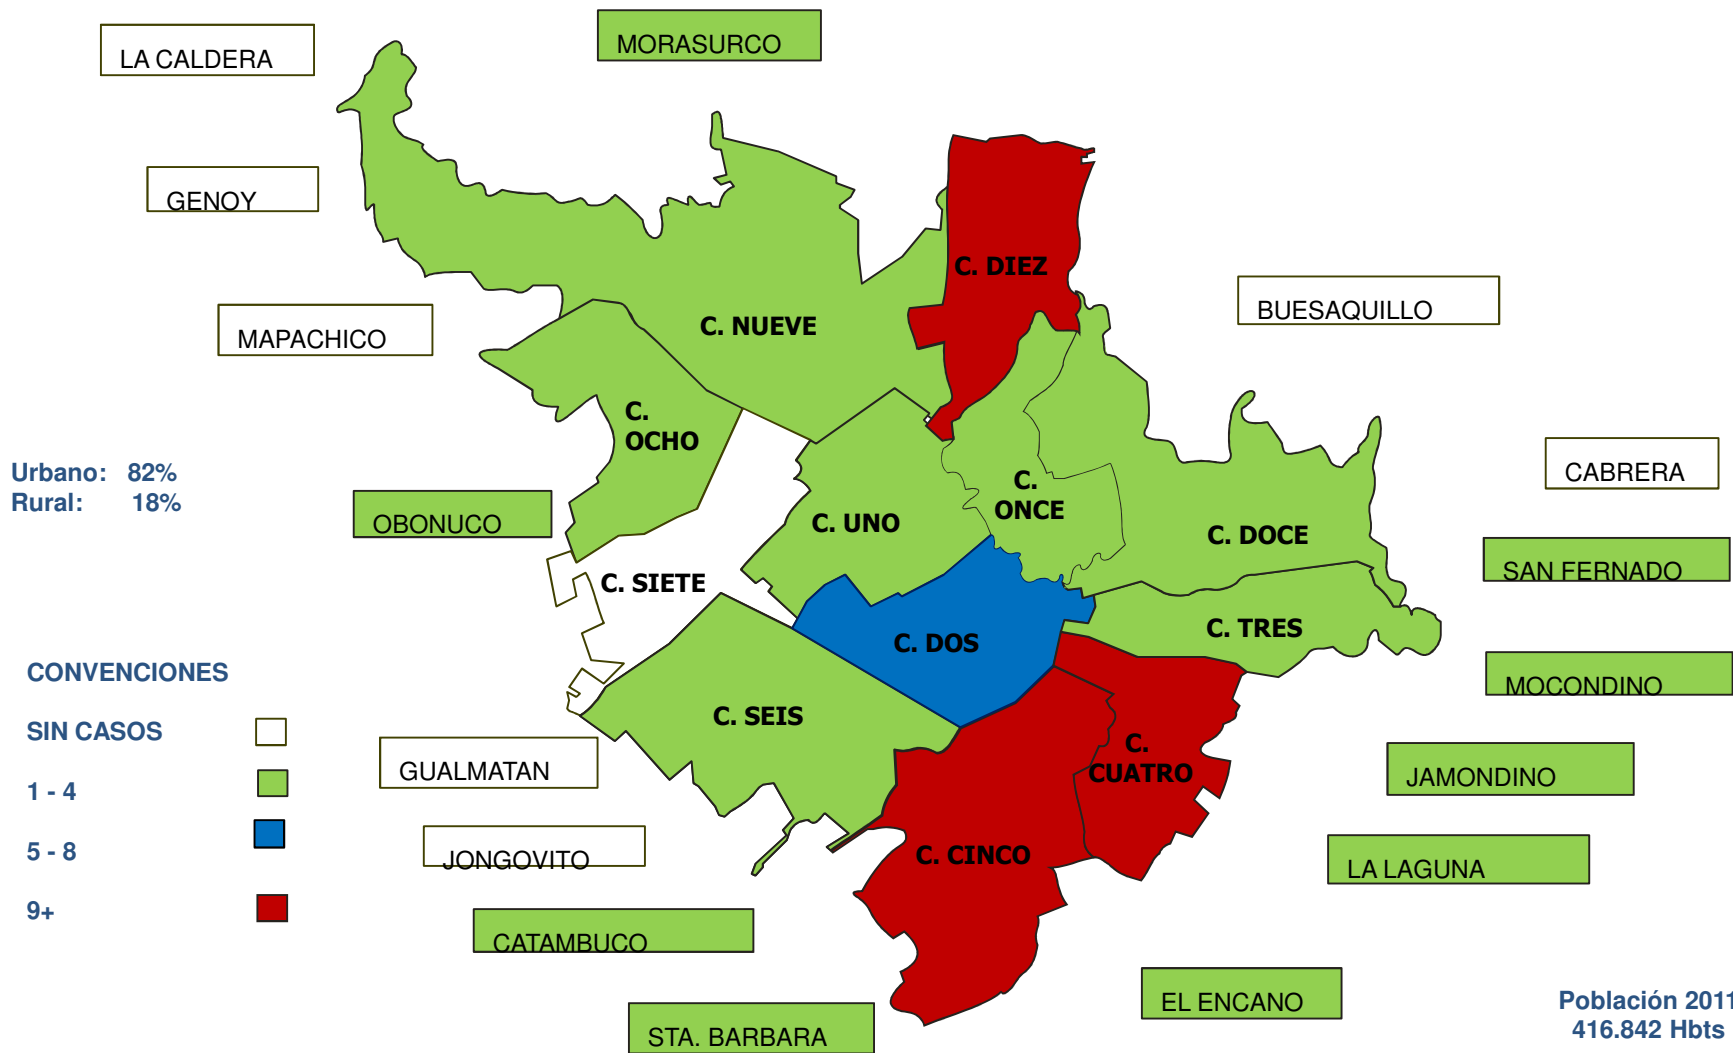 LA CALDERA
MORASURCO
GENOY
C. DIEZ
MAPACHICO
C. NUEVE
BUESAQUILLO
C.
OCHO
Urbano: 82%
Rural: 18%
OBONUCO
C. UNO
C.
ONCE
C. DOCE
CABRERA
SAN FERNADO
C. SIETE
C. DOS
C. TRES
MOCONDINO
CONVENCIONES
SIN CASOS
1 - 4
5 - 8
9+
C. SEIS
GUALMATAN
C.
CUATRO
JAMONDINO
JONGOVITO
C. CINCO
LA LAGUNA
CATAMBUCO
EL ENCANO
STA. BARBARA
Población 2011
416.842 Hbts